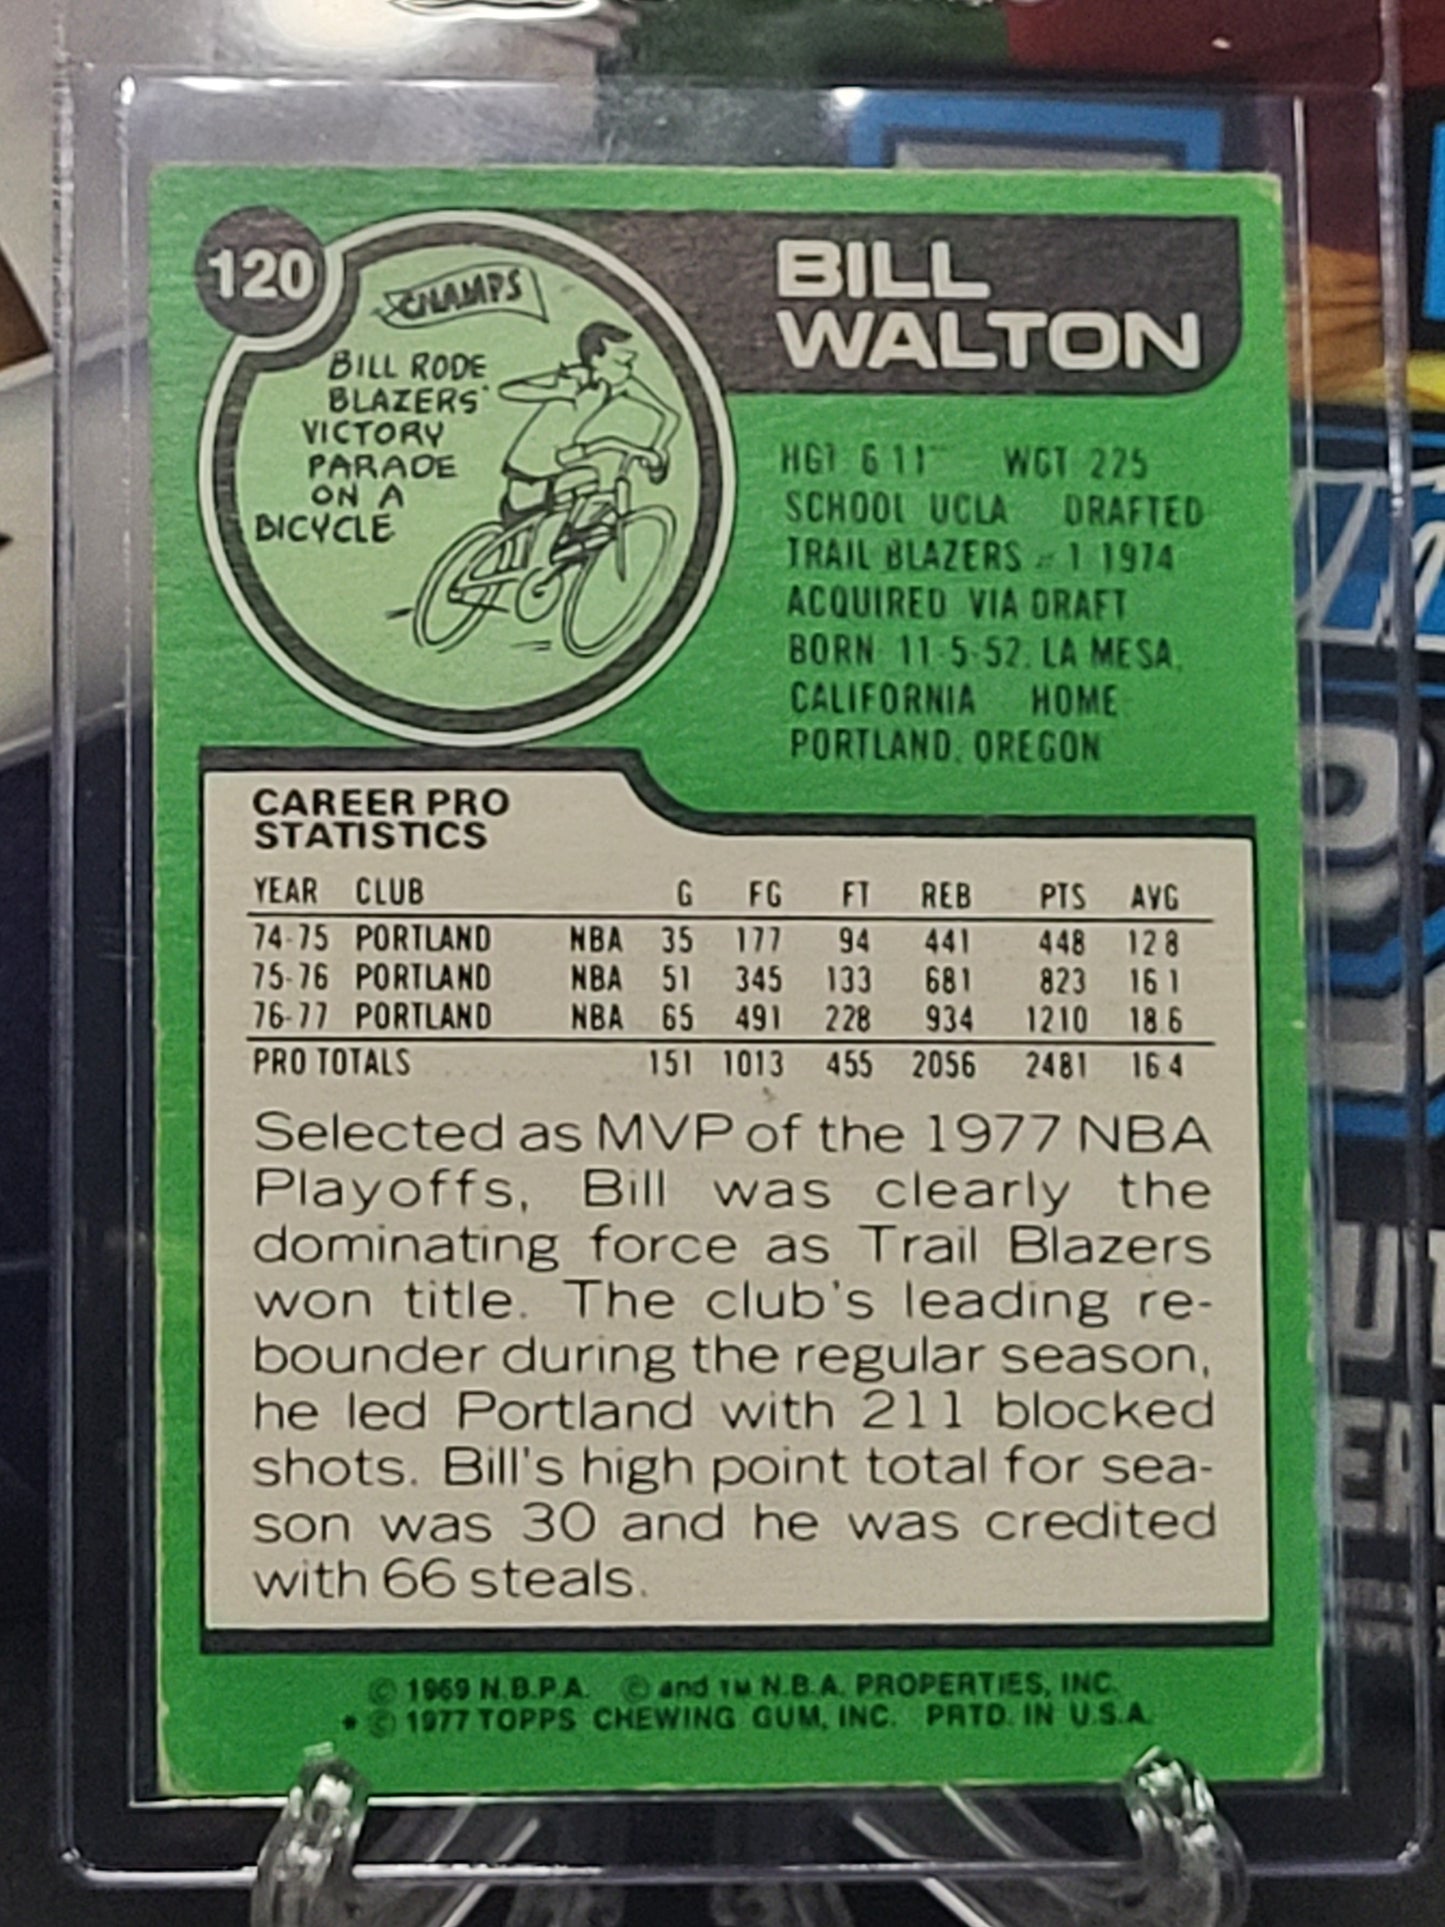 120
BILL
WALTON
CHAMPS
BILL RODE
BLAZERS'
VICTORY
PARADE
ON A
BICYCLE
HGT 6'11" WGT 225
SCHOOL UCLA DRAFTED
TRAIL BLAZERS #1 1974
ACQUIRED VIA DRAFT
BORN 11-5-52, LA MESA,
CALIFORNIA HOME
PORTLAND, OREGON
CAREER PRO
STATISTICS
YEAR CLUB G FG FT REB PTS AVG
74-75 PORTLAND NBA 35 177 94 441 448 12.8
75-76 PORTLAND NBA 51 345 133 681 823 16.1
76-77 PORTLAND NBA 65 491 228 934 1210 18.6
PRO TOTALS 151 1013 455 2056 2481 16.4
Selected as MVP of the 1977 NBA
Playoffs, Bill was clearly the
dominating force as Trail Blazers
won title. The club's leading re-
bounder during the regular season,
he led Portland with 211 blocked
shots. Bill's high point total for sea-
son was 30 and he was credited
with 66 steals.
© 1969 N.B.P.A. © and TM N.B.A. PROPERTIES, INC.
* © 1977 TOPPS CHEWING GUM, INC. PRTD. IN U.S.A.